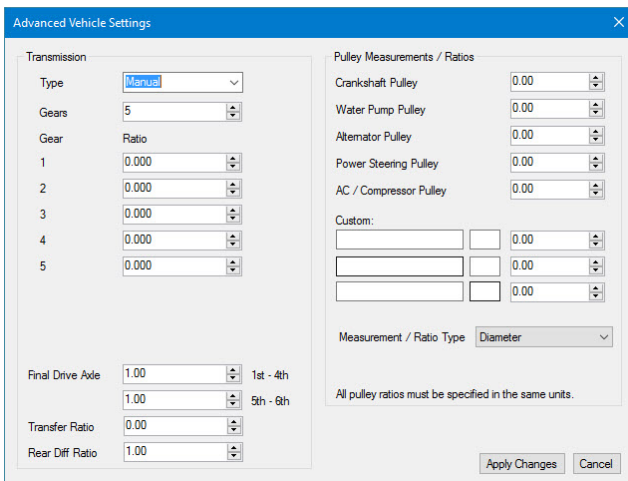 Advanced Vehicle Settings
Transmission
Type Manual
Gears 5
Gear Ratio
1 0.000
2 0.000
3 0.000
4 0.000
5 0.000
Final Drive Axle 1.00 1st - 4th
1.00 5th - 6th
Transfer Ratio 0.00
Rear Diff Ratio 1.00
Pulley Measurements / Ratios
Crankshaft Pulley 0.00
Water Pump Pulley 0.00
Alternator Pulley 0.00
Power Steering Pulley 0.00
AC / Compressor Pulley 0.00
Custom:
0.00
0.00
0.00
Measurement / Ratio Type Diameter
All pulley ratios must be specified in the same units.
Apply Changes Cancel